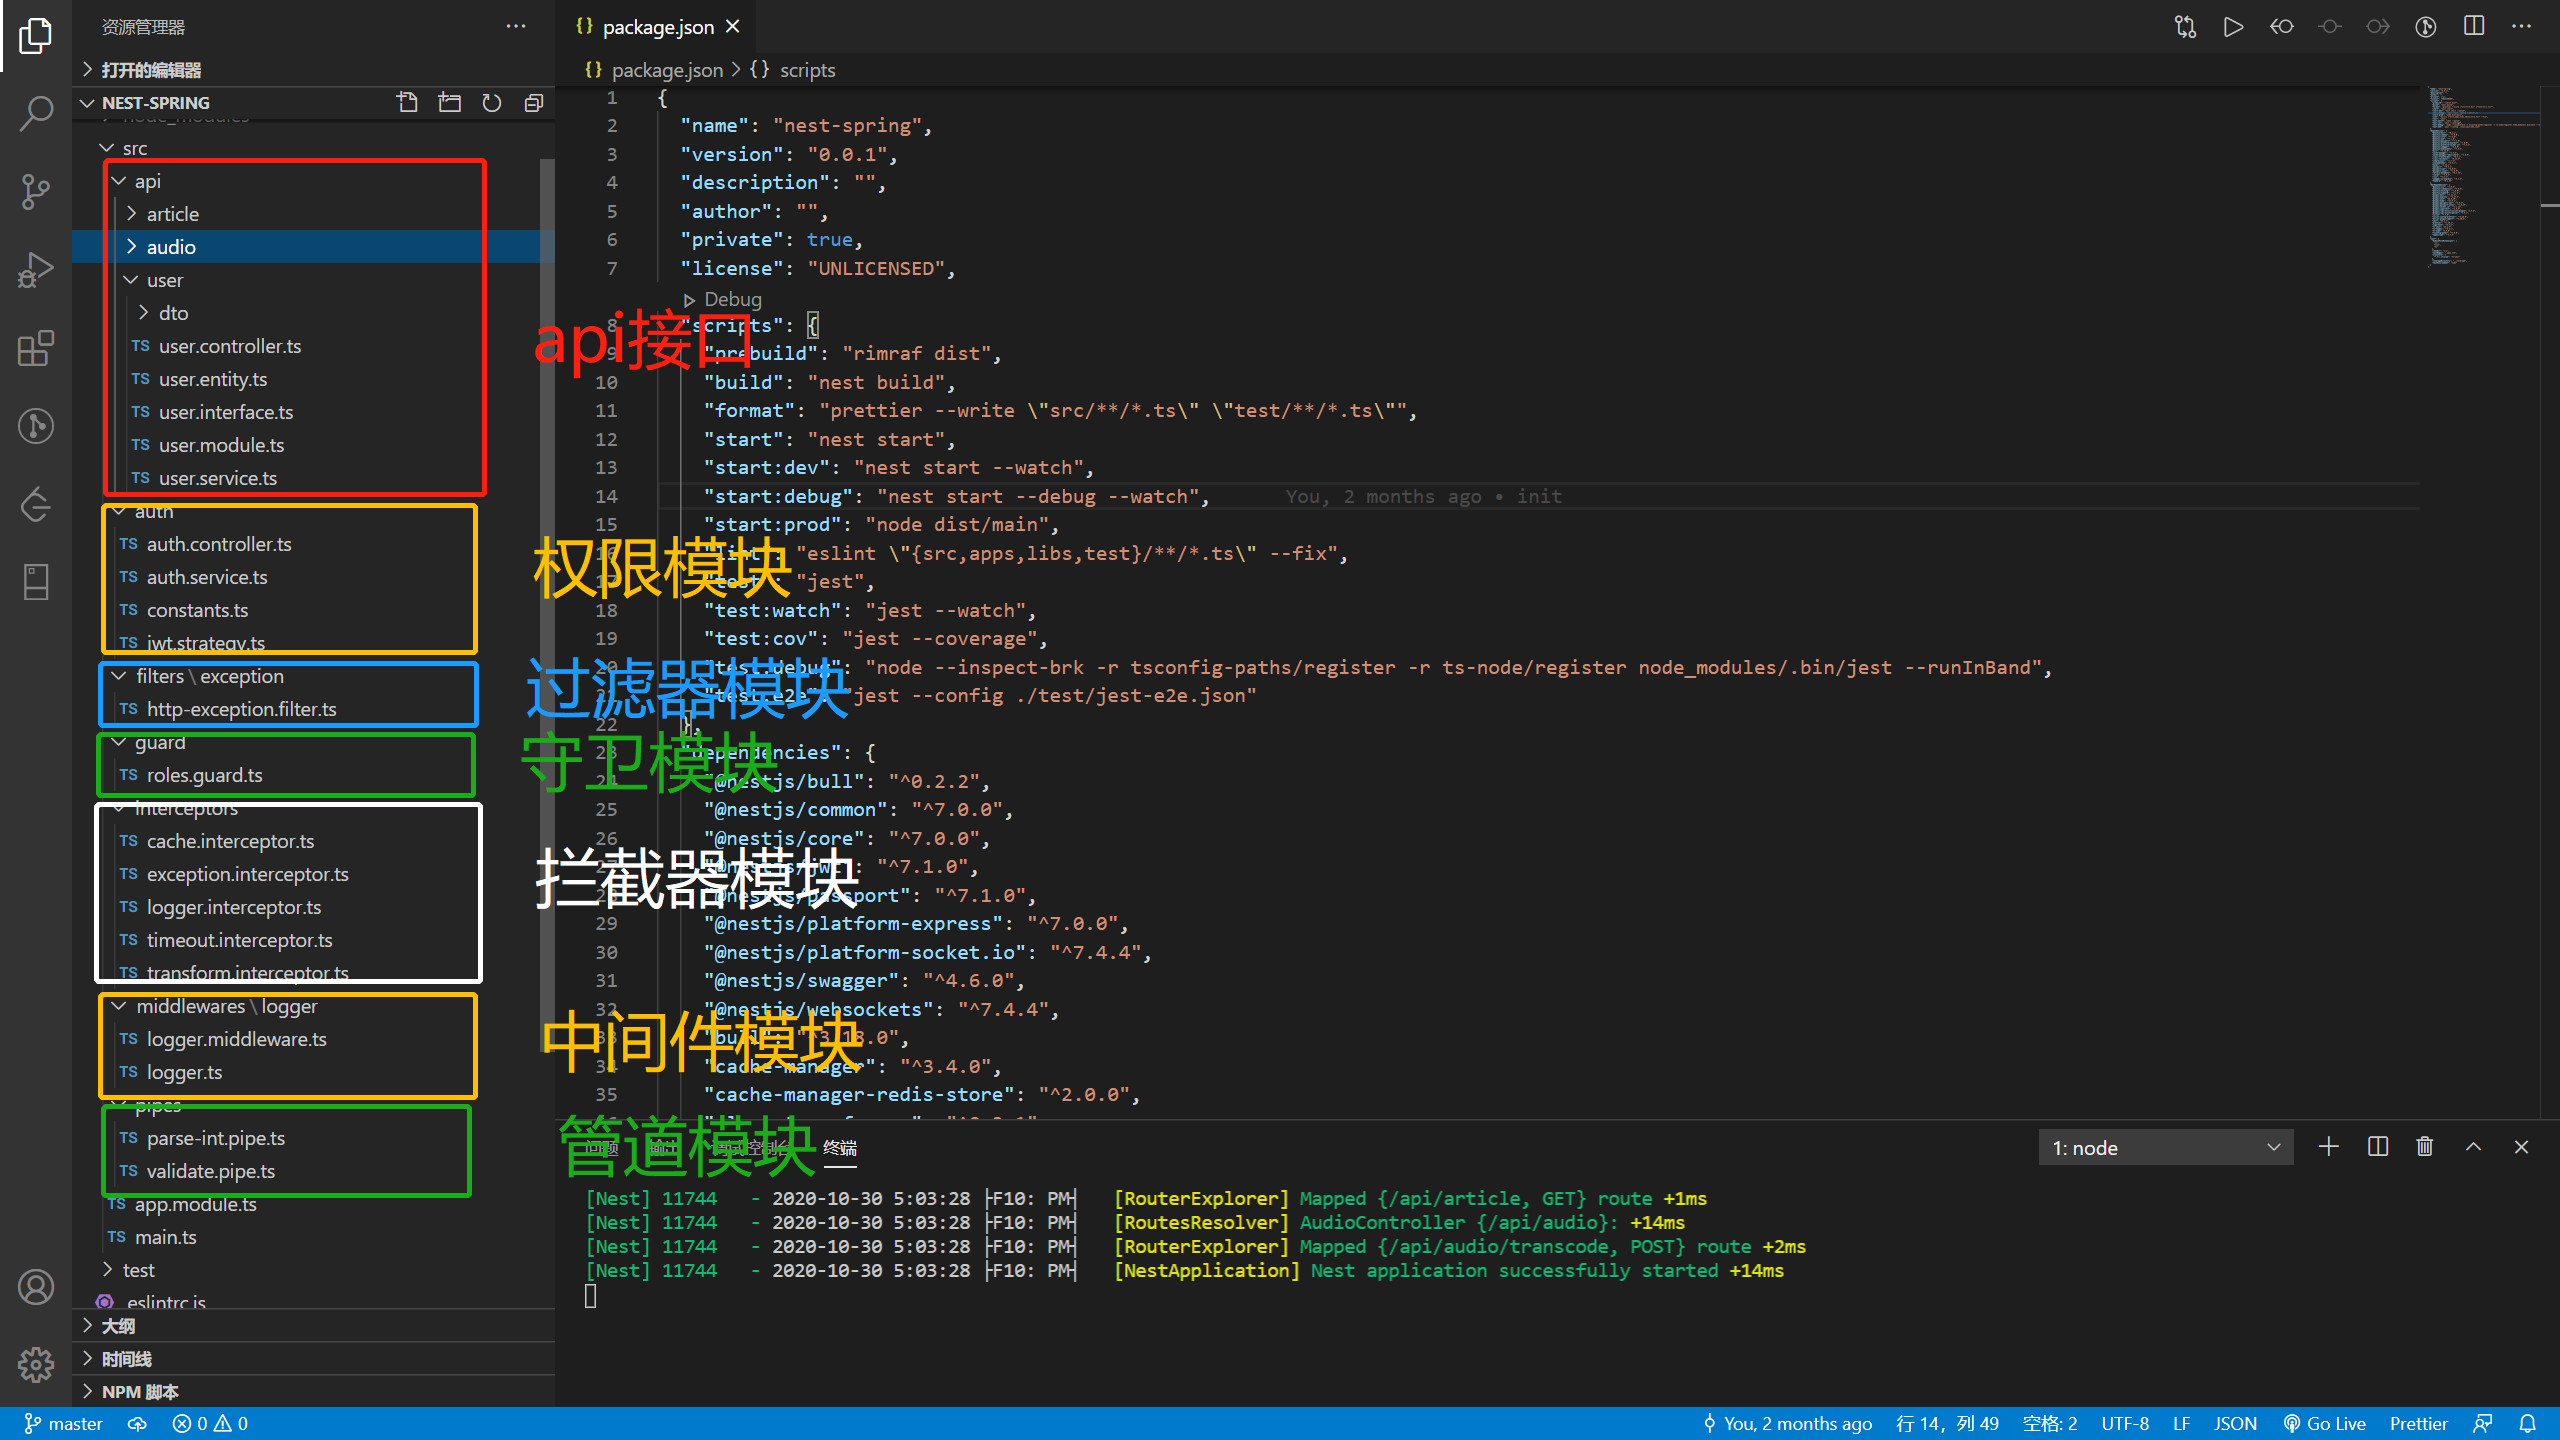 资源管理器
打开的编辑器
NEST-SPRING
node_modules
src
api
article
audio
user
dto
TS user.controller.ts
TS user.entity.ts
TS user.interface.ts
TS user.module.ts
TS user.service.ts
auth
TS auth.controller.ts
TS auth.service.ts
TS constants.ts
TS jwt.strategy.ts
filters \ exception
TS http-exception.filter.ts
guard
TS roles.guard.ts
interceptors
TS cache.interceptor.ts
TS exception.interceptor.ts
TS logger.interceptor.ts
TS timeout.interceptor.ts
TS transform.interceptor.ts
middlewares \ logger
TS logger.middleware.ts
TS logger.ts
pipes
TS parse-int.pipe.ts
TS validate.pipe.ts
TS app.module.ts
TS main.ts
test
.eslintrc.js
大纲
时间线
NPM 脚本
api接口
权限模块
过滤器模块
守卫模块
拦截器模块
中间件模块
管道模块
{} package.json
{} package.json > {} scripts
1 {
2 "name": "nest-spring",
3 "version": "0.0.1",
4 "description": "",
5 "author": "",
6 "private": true,
7 "license": "UNLICENSED",
Debug
8 "scripts": {
9 "prebuild": "rimraf dist",
10 "build": "nest build",
11 "format": "prettier --write \"src/**/*.ts\" \"test/**/*.ts\"",
12 "start": "nest start",
13 "start:dev": "nest start --watch",
14 "start:debug": "nest start --debug --watch", You, 2 months ago • init
15 "start:prod": "node dist/main",
16 "lint": "eslint \"{src,apps,libs,test}/**/*.ts\" --fix",
17 "test": "jest",
18 "test:watch": "jest --watch",
19 "test:cov": "jest --coverage",
20 "test:debug": "node --inspect-brk -r tsconfig-paths/register -r ts-node/register node_modules/.bin/jest --runInBand",
21 "test:e2e": "jest --config ./test/jest-e2e.json"
22 },
23 "dependencies": {
24 "@nestjs/bull": "^0.2.2",
25 "@nestjs/common": "^7.0.0",
26 "@nestjs/core": "^7.0.0",
27 "@nestjs/jwt": "^7.1.0",
28 "@nestjs/passport": "^7.1.0",
29 "@nestjs/platform-express": "^7.0.0",
30 "@nestjs/platform-socket.io": "^7.4.4",
31 "@nestjs/swagger": "^4.6.0",
32 "@nestjs/websockets": "^7.4.4",
33 "bull": "^3.18.0",
34 "cache-manager": "^3.4.0",
35 "cache-manager-redis-store": "^2.0.0",
问题 输出 调试控制台 终端
1: node
[Nest] 11744 - 2020-10-30 5:03:28 ├F10: PM┤ [RouterExplorer] Mapped {/api/article, GET} route +1ms
[Nest] 11744 - 2020-10-30 5:03:28 ├F10: PM┤ [RoutesResolver] AudioController {/api/audio}: +14ms
[Nest] 11744 - 2020-10-30 5:03:28 ├F10: PM┤ [RouterExplorer] Mapped {/api/audio/transcode, POST} route +2ms
[Nest] 11744 - 2020-10-30 5:03:28 ├F10: PM┤ [NestApplication] Nest application successfully started +14ms
master 0 0 You, 2 months ago 行 14，列 49 空格: 2 UTF-8 LF JSON Go Live Prettier